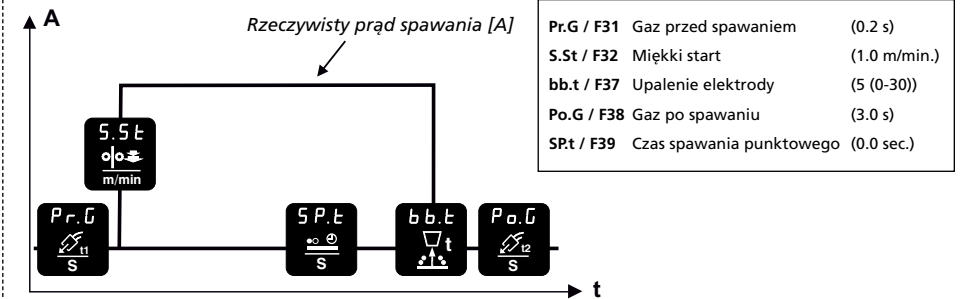 A
Rzeczywisty prąd spawania [A]
S.St
m/min
Pr.G
t1
S
SP.t
S
bb.t
t
Po.G
t2
S
t
Pr.G / F31 Gaz przed spawaniem (0.2 s)
S.St / F32 Miękki start (1.0 m/min.)
bb.t / F37 Upalenie elektrody (5 (0-30))
Po.G / F38 Gaz po spawaniu (3.0 s)
SP.t / F39 Czas spawania punktowego (0.0 sec.)